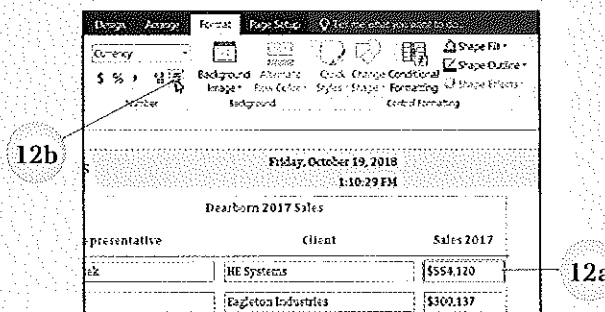 Design Arrange Format Page Setup Tell me what you want to do...
Currency
$ % ,
Background Image
Alternate Row Color
Quick Styles
Change Shape
Conditional Formatting
Shape Fill
Shape Outline
Shape Effects
Number Background Control Formatting
12b
S Friday, October 19, 2018
1:10:29 PM
Dearborn 2017 Sales
presentative Client Sales 2017
ek HE Systems $554,120
12a
Eagleton Industries $300,137